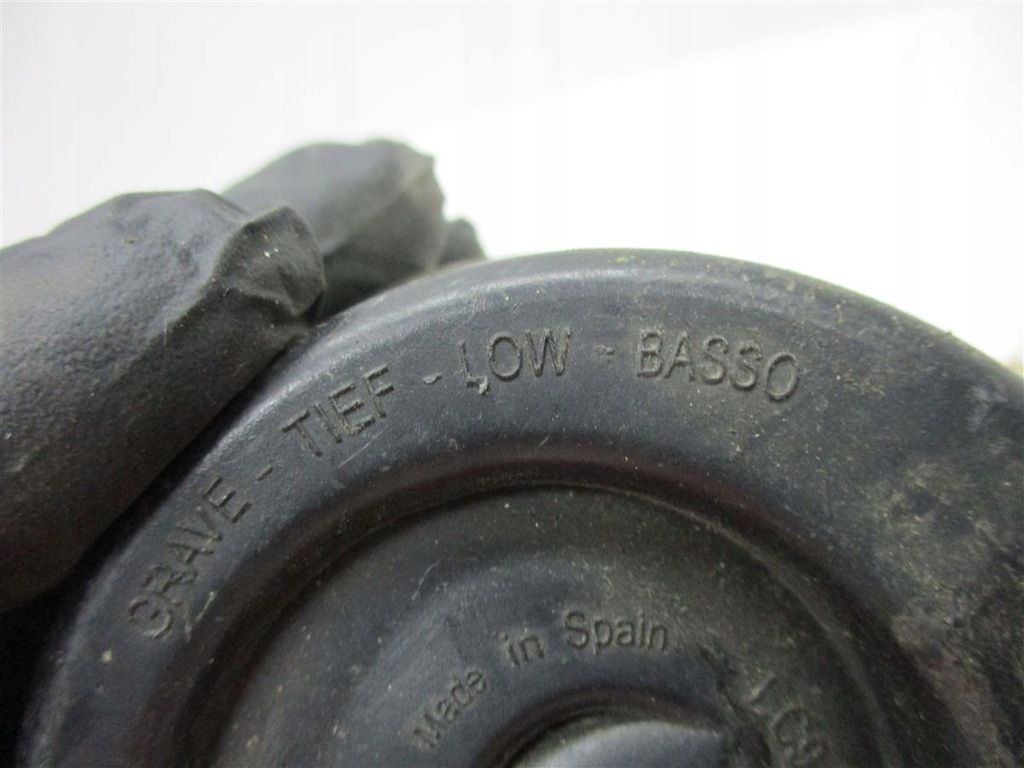 GRAVE - TIEF - LOW - BASSO
Made in Spain